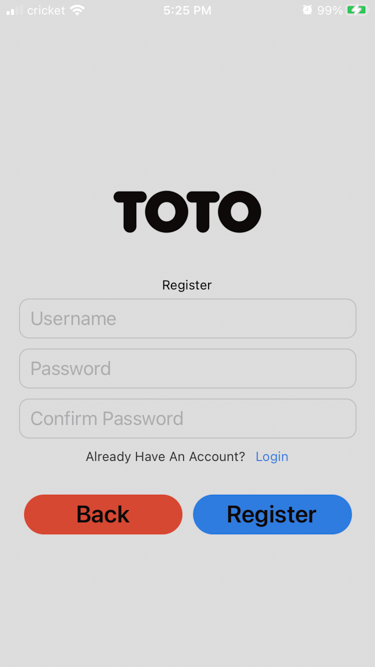 cricket 5:25 PM 99%
TOTO
Register
Username
Password
Confirm Password
Already Have An Account? Login
Back Register